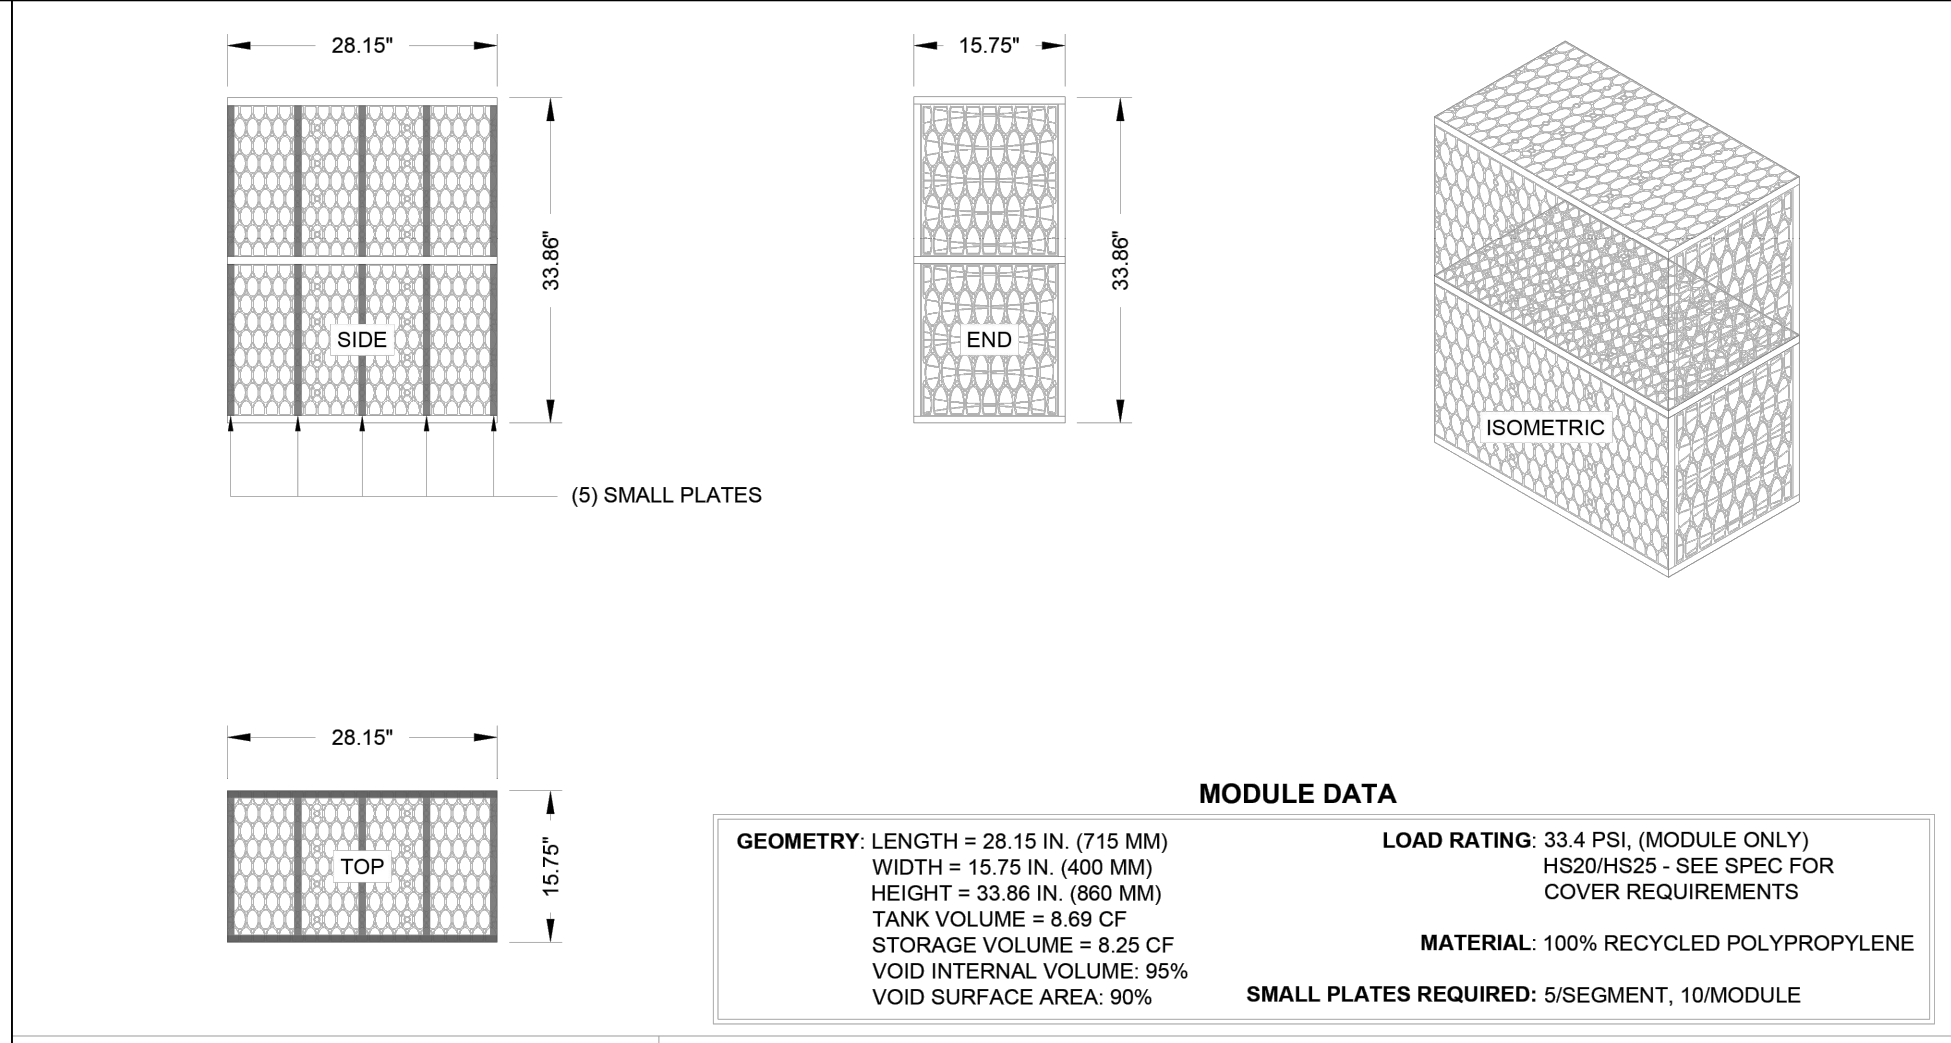 28.15"
15.75"
33.86"
33.86"
SIDE
END
ISOMETRIC
(5) SMALL PLATES
28.15"
15.75"
TOP
MODULE DATA
GEOMETRY: LENGTH = 28.15 IN. (715 MM)
WIDTH = 15.75 IN. (400 MM)
HEIGHT = 33.86 IN. (860 MM)
TANK VOLUME = 8.69 CF
STORAGE VOLUME = 8.25 CF
VOID INTERNAL VOLUME: 95%
VOID SURFACE AREA: 90%
LOAD RATING: 33.4 PSI, (MODULE ONLY)
HS20/HS25 - SEE SPEC FOR
COVER REQUIREMENTS
MATERIAL: 100% RECYCLED POLYPROPYLENE
SMALL PLATES REQUIRED: 5/SEGMENT, 10/MODULE